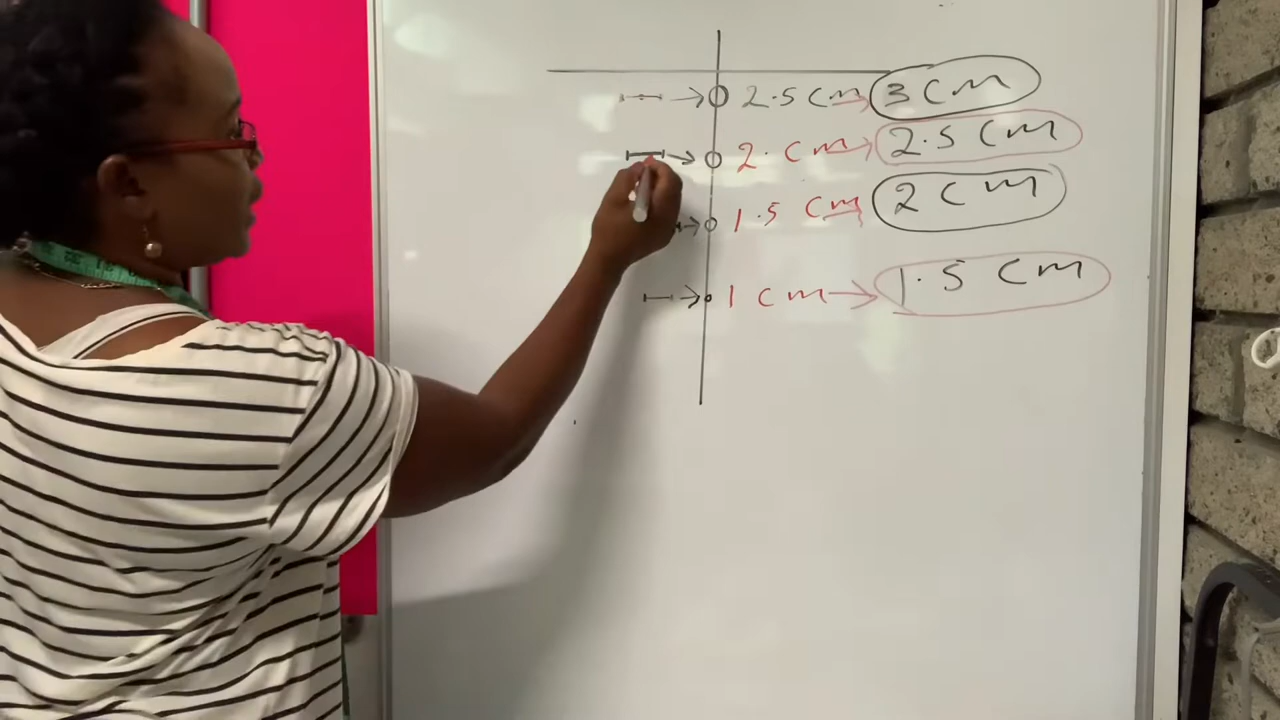 2.5 cm → 3 cm
2. cm → 2.5 cm
1.5 cm → 2 cm
1 cm → 1.5 cm